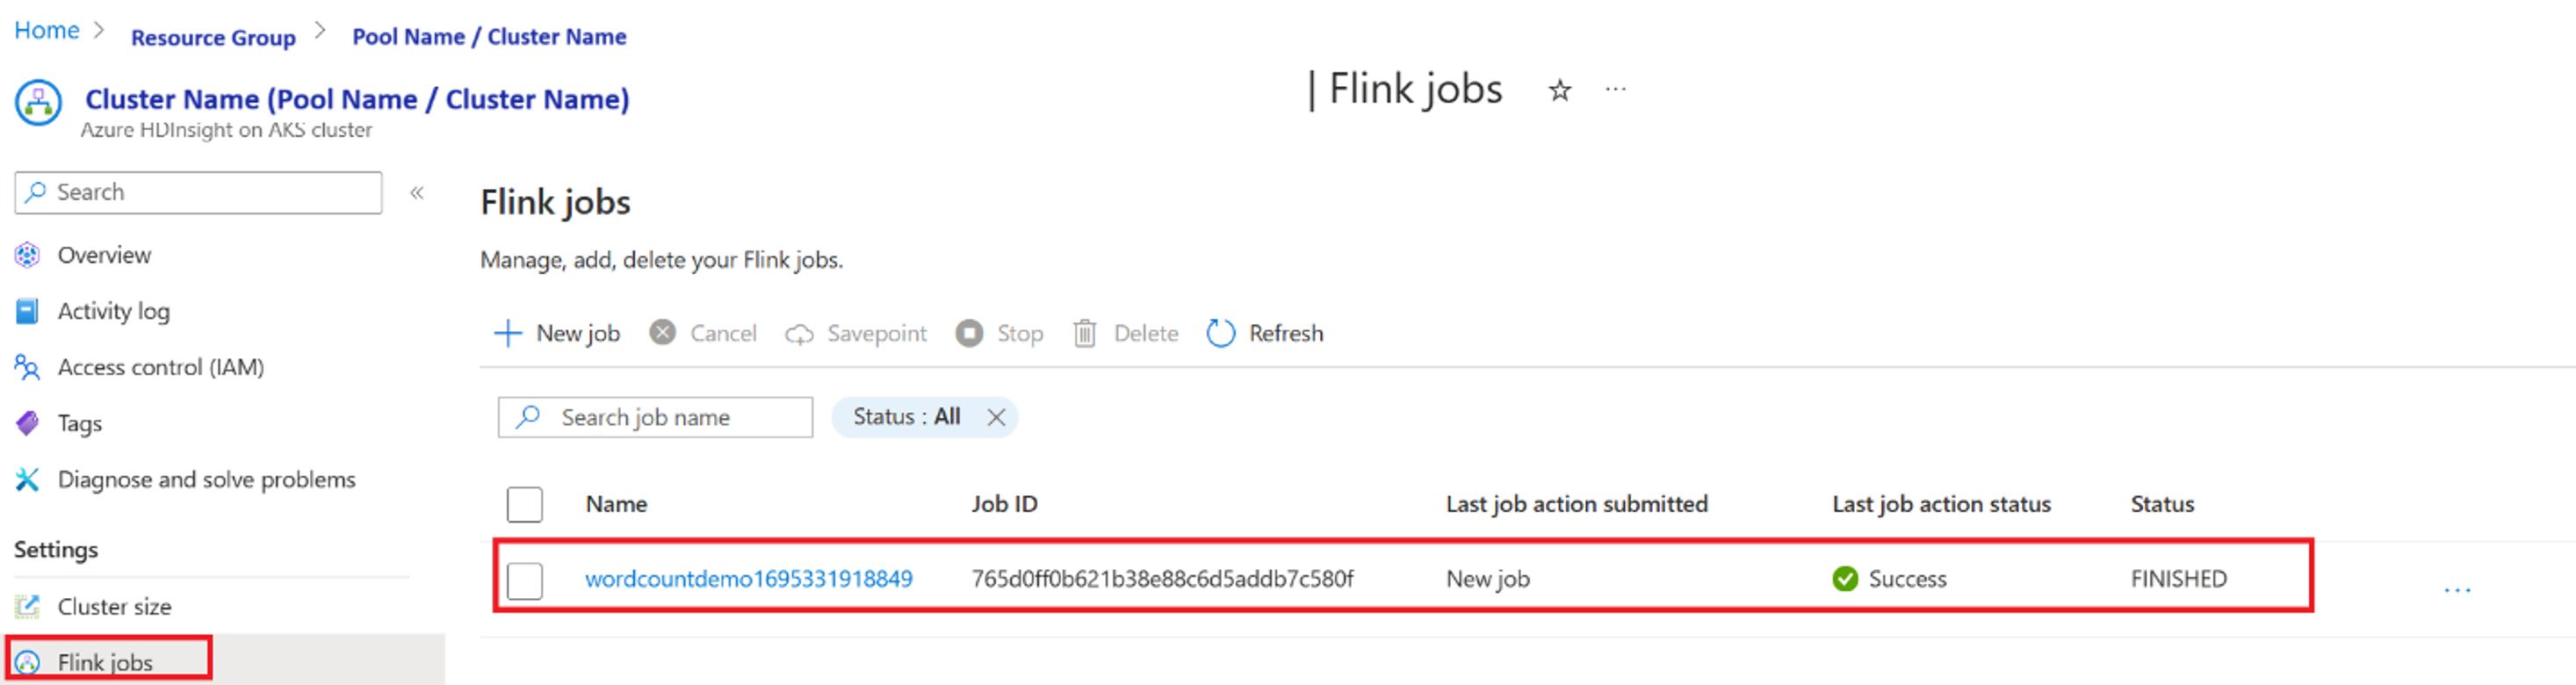 Home > Resource Group > Pool Name / Cluster Name
Cluster Name (Pool Name / Cluster Name) | Flink jobs ☆ ...
Azure HDInsight on AKS cluster
Search «
Overview
Activity log
Access control (IAM)
Tags
Diagnose and solve problems
Settings
Cluster size
Flink jobs
Flink jobs
Manage, add, delete your Flink jobs.
New job Cancel Savepoint Stop Delete Refresh
Search job name Status : All ×
Name Job ID Last job action submitted Last job action status Status
wordcountdemo1695331918849 765d0ff0b621b38e88c6d5addb7c580f New job Success FINISHED ...